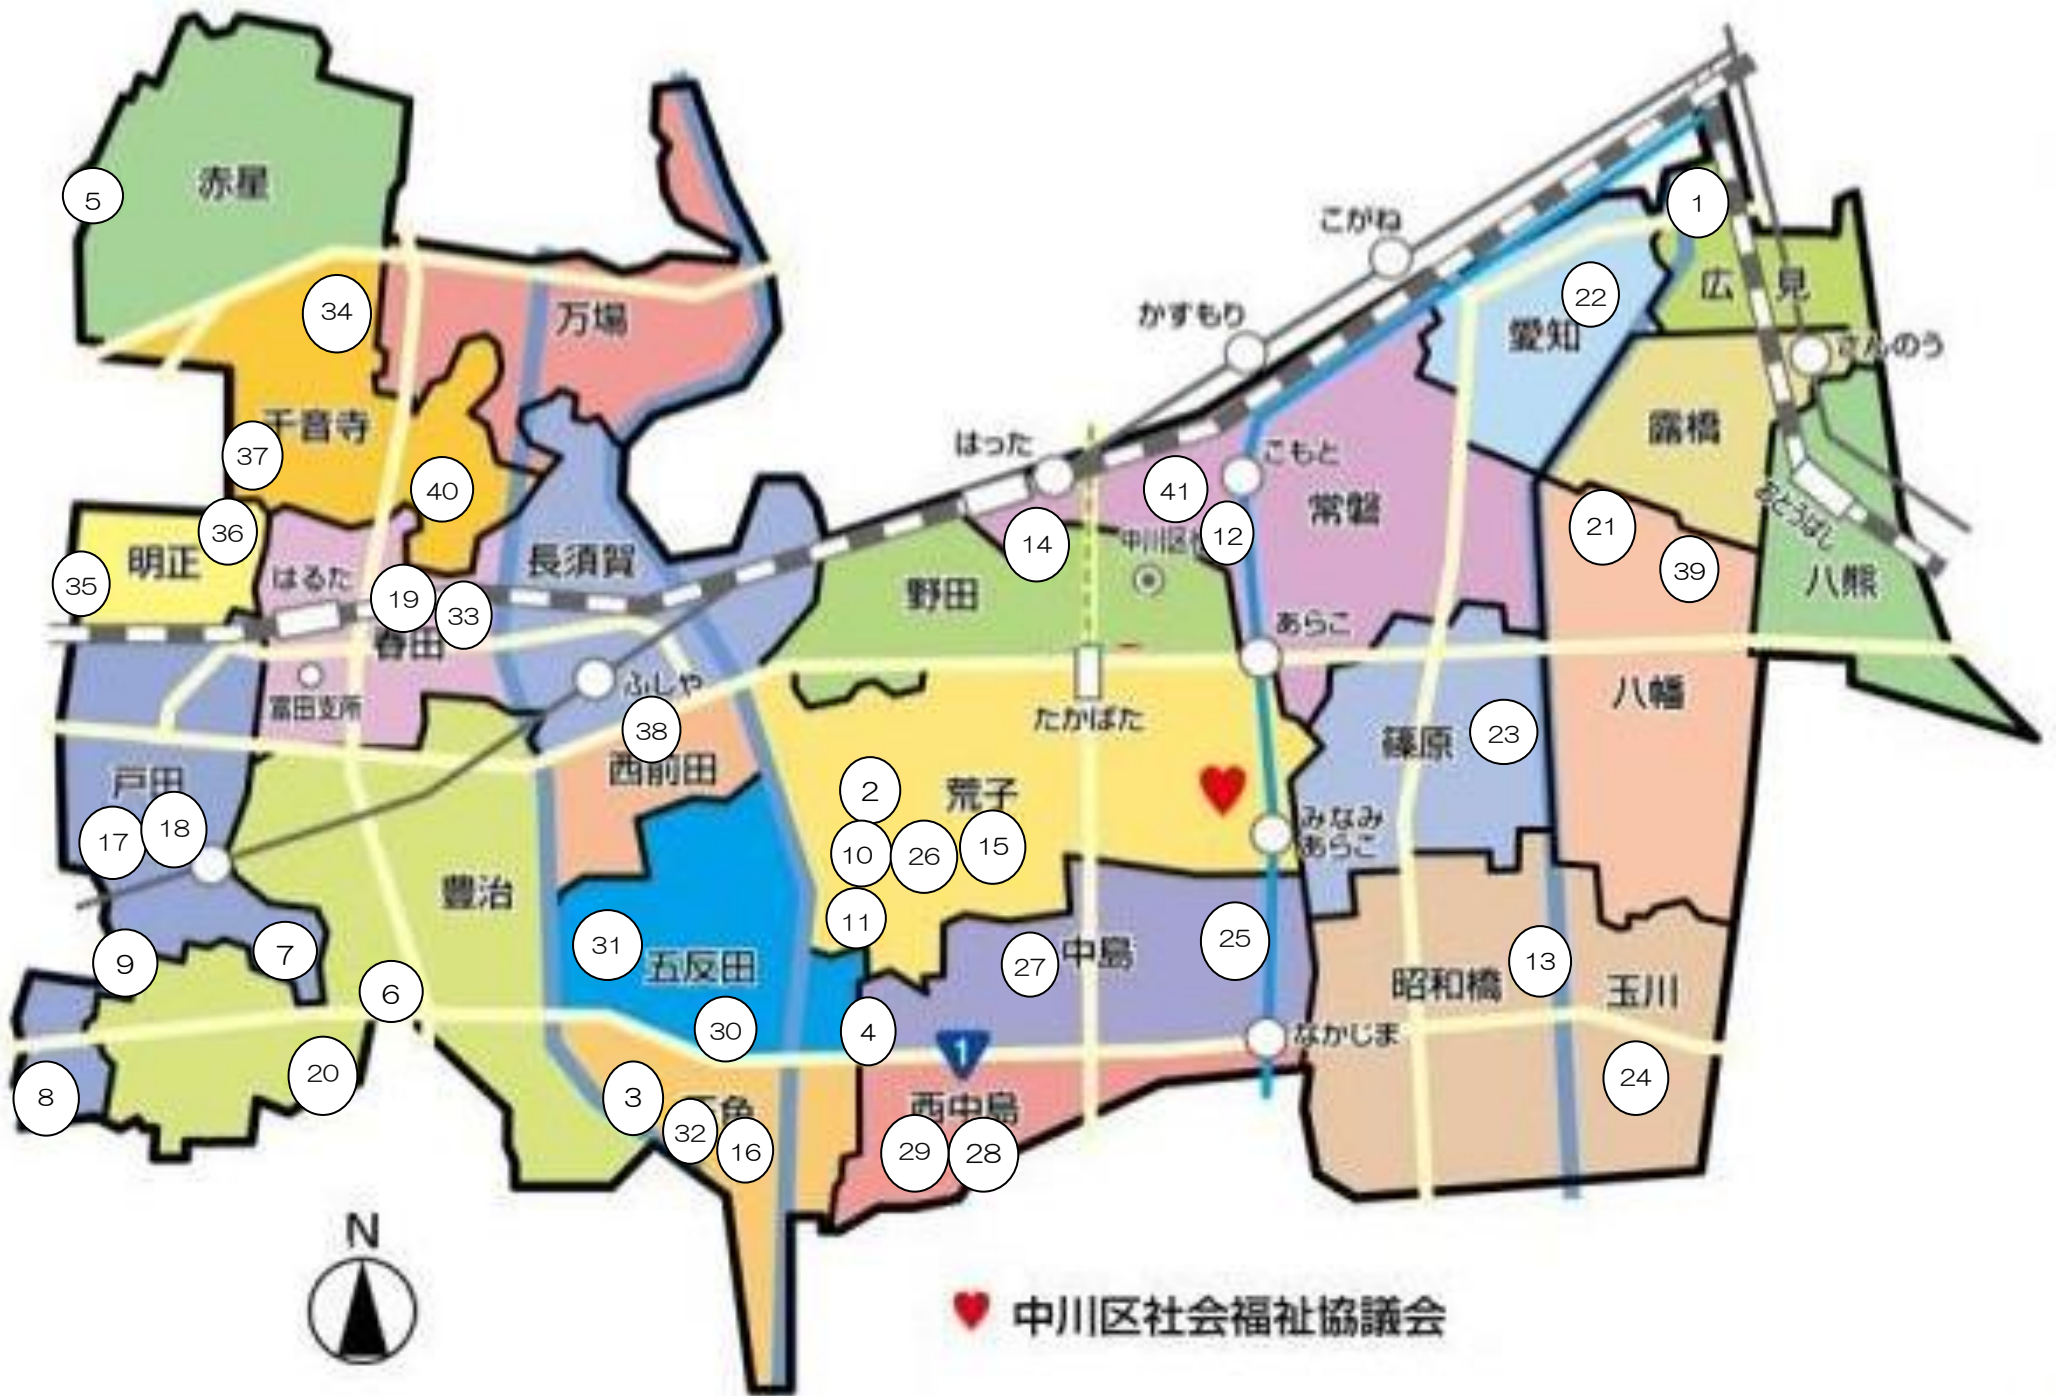 赤星
5
1
こがね
広見
22
34
かすもり
万場
愛知
さんのう
千音寺
露橋
37
はった
こもと
40
41
常磐
おとうばし
36
14
中川区
12
21
明正
長須賀
39
35
はるた
野田
八熊
19
33
春田
あらこ
富田支所
ふしや
八幡
38
たかばた
篠原
23
西前田
戸田
2
荒子
みなみ
あらこ
17
18
10
26
15
豊治
11
31
五反田
9
7
27
中島
25
昭和橋
13
玉川
6
30
4
1
なかじま
20
24
8
3
西中島
32
16
29
28
N
中川区社会福祉協議会